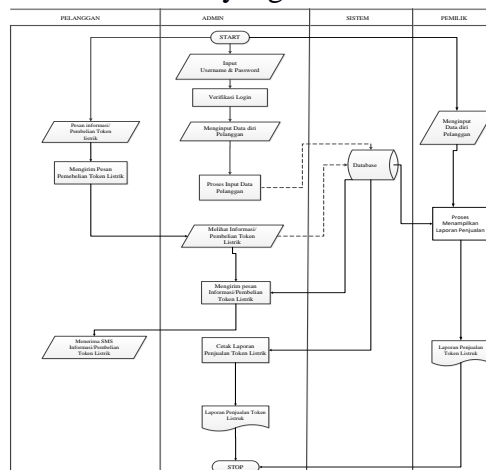 PELANGGAN
ADMIN
SISTEM
PEMILIK
START
Input
Username & Password
Verifikasi Login
Menginput Data diri
Pelanggan
Proses Input Data
Pelanggan
Pesan informasi/
Pembelian Token
listrik
Mengirim Pesan
Pemebelian Token Listrik
Database
Menginput
Data diri
Pelanggan
Melihat Informasi/
Pembelian Token
Listrik
Proses
Menampilkan
Laporan Penjualan
Mengirim pesan
Informasi/Pembelian
Token Listrik
Menerima SMS
Informasi/Pembelian
Token Listrik
Cetak Laporan
Penjualan Token Listrik
Laporan Penjualan
Token Listruk
Laporan Penjualan Token
Listruk
STOP